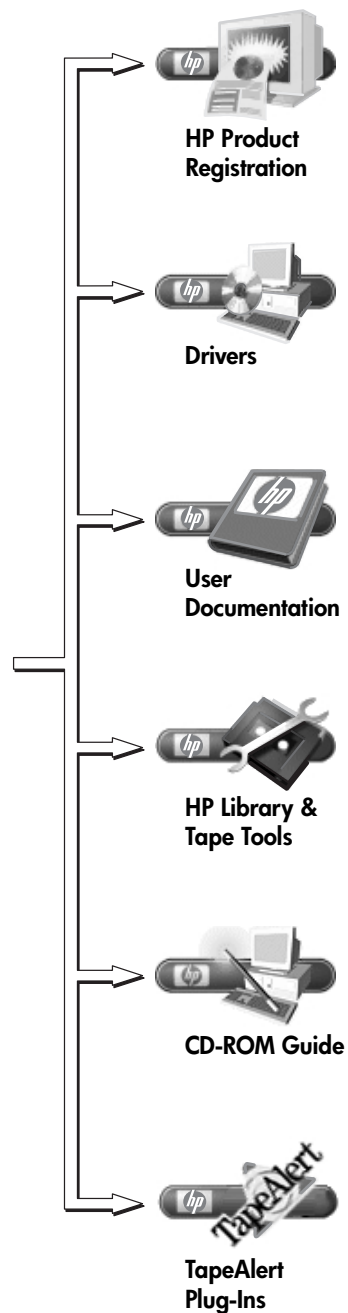 hp
HP Product
Registration
hp
Drivers
hp
hp
User
Documentation
hp
HP Library &
Tape Tools
hp
CD-ROM Guide
hp
TapeAlert
TapeAlert
Plug-Ins